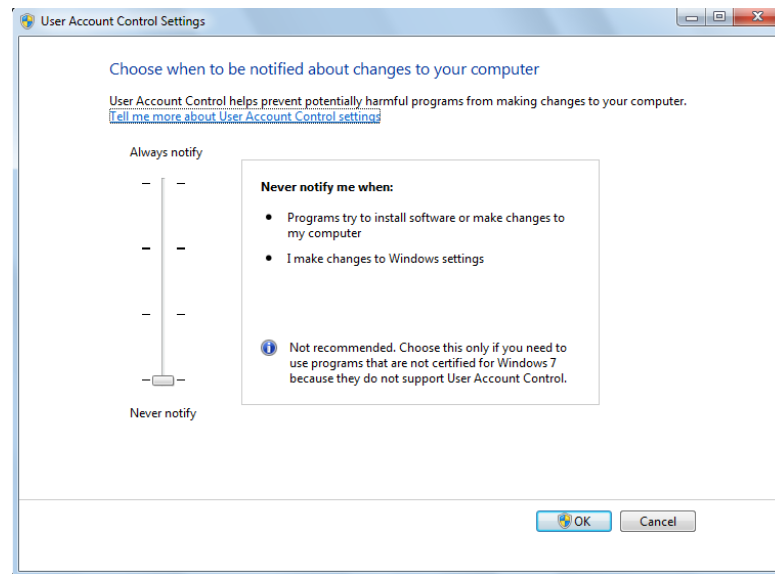 User Account Control Settings
Choose when to be notified about changes to your computer
User Account Control helps prevent potentially harmful programs from making changes to your computer.
Tell me more about User Account Control settings
Always notify
Never notify me when:
Programs try to install software or make changes to
my computer
I make changes to Windows settings
Not recommended. Choose this only if you need to
use programs that are not certified for Windows 7
because they do not support User Account Control.
Never notify
OK
Cancel